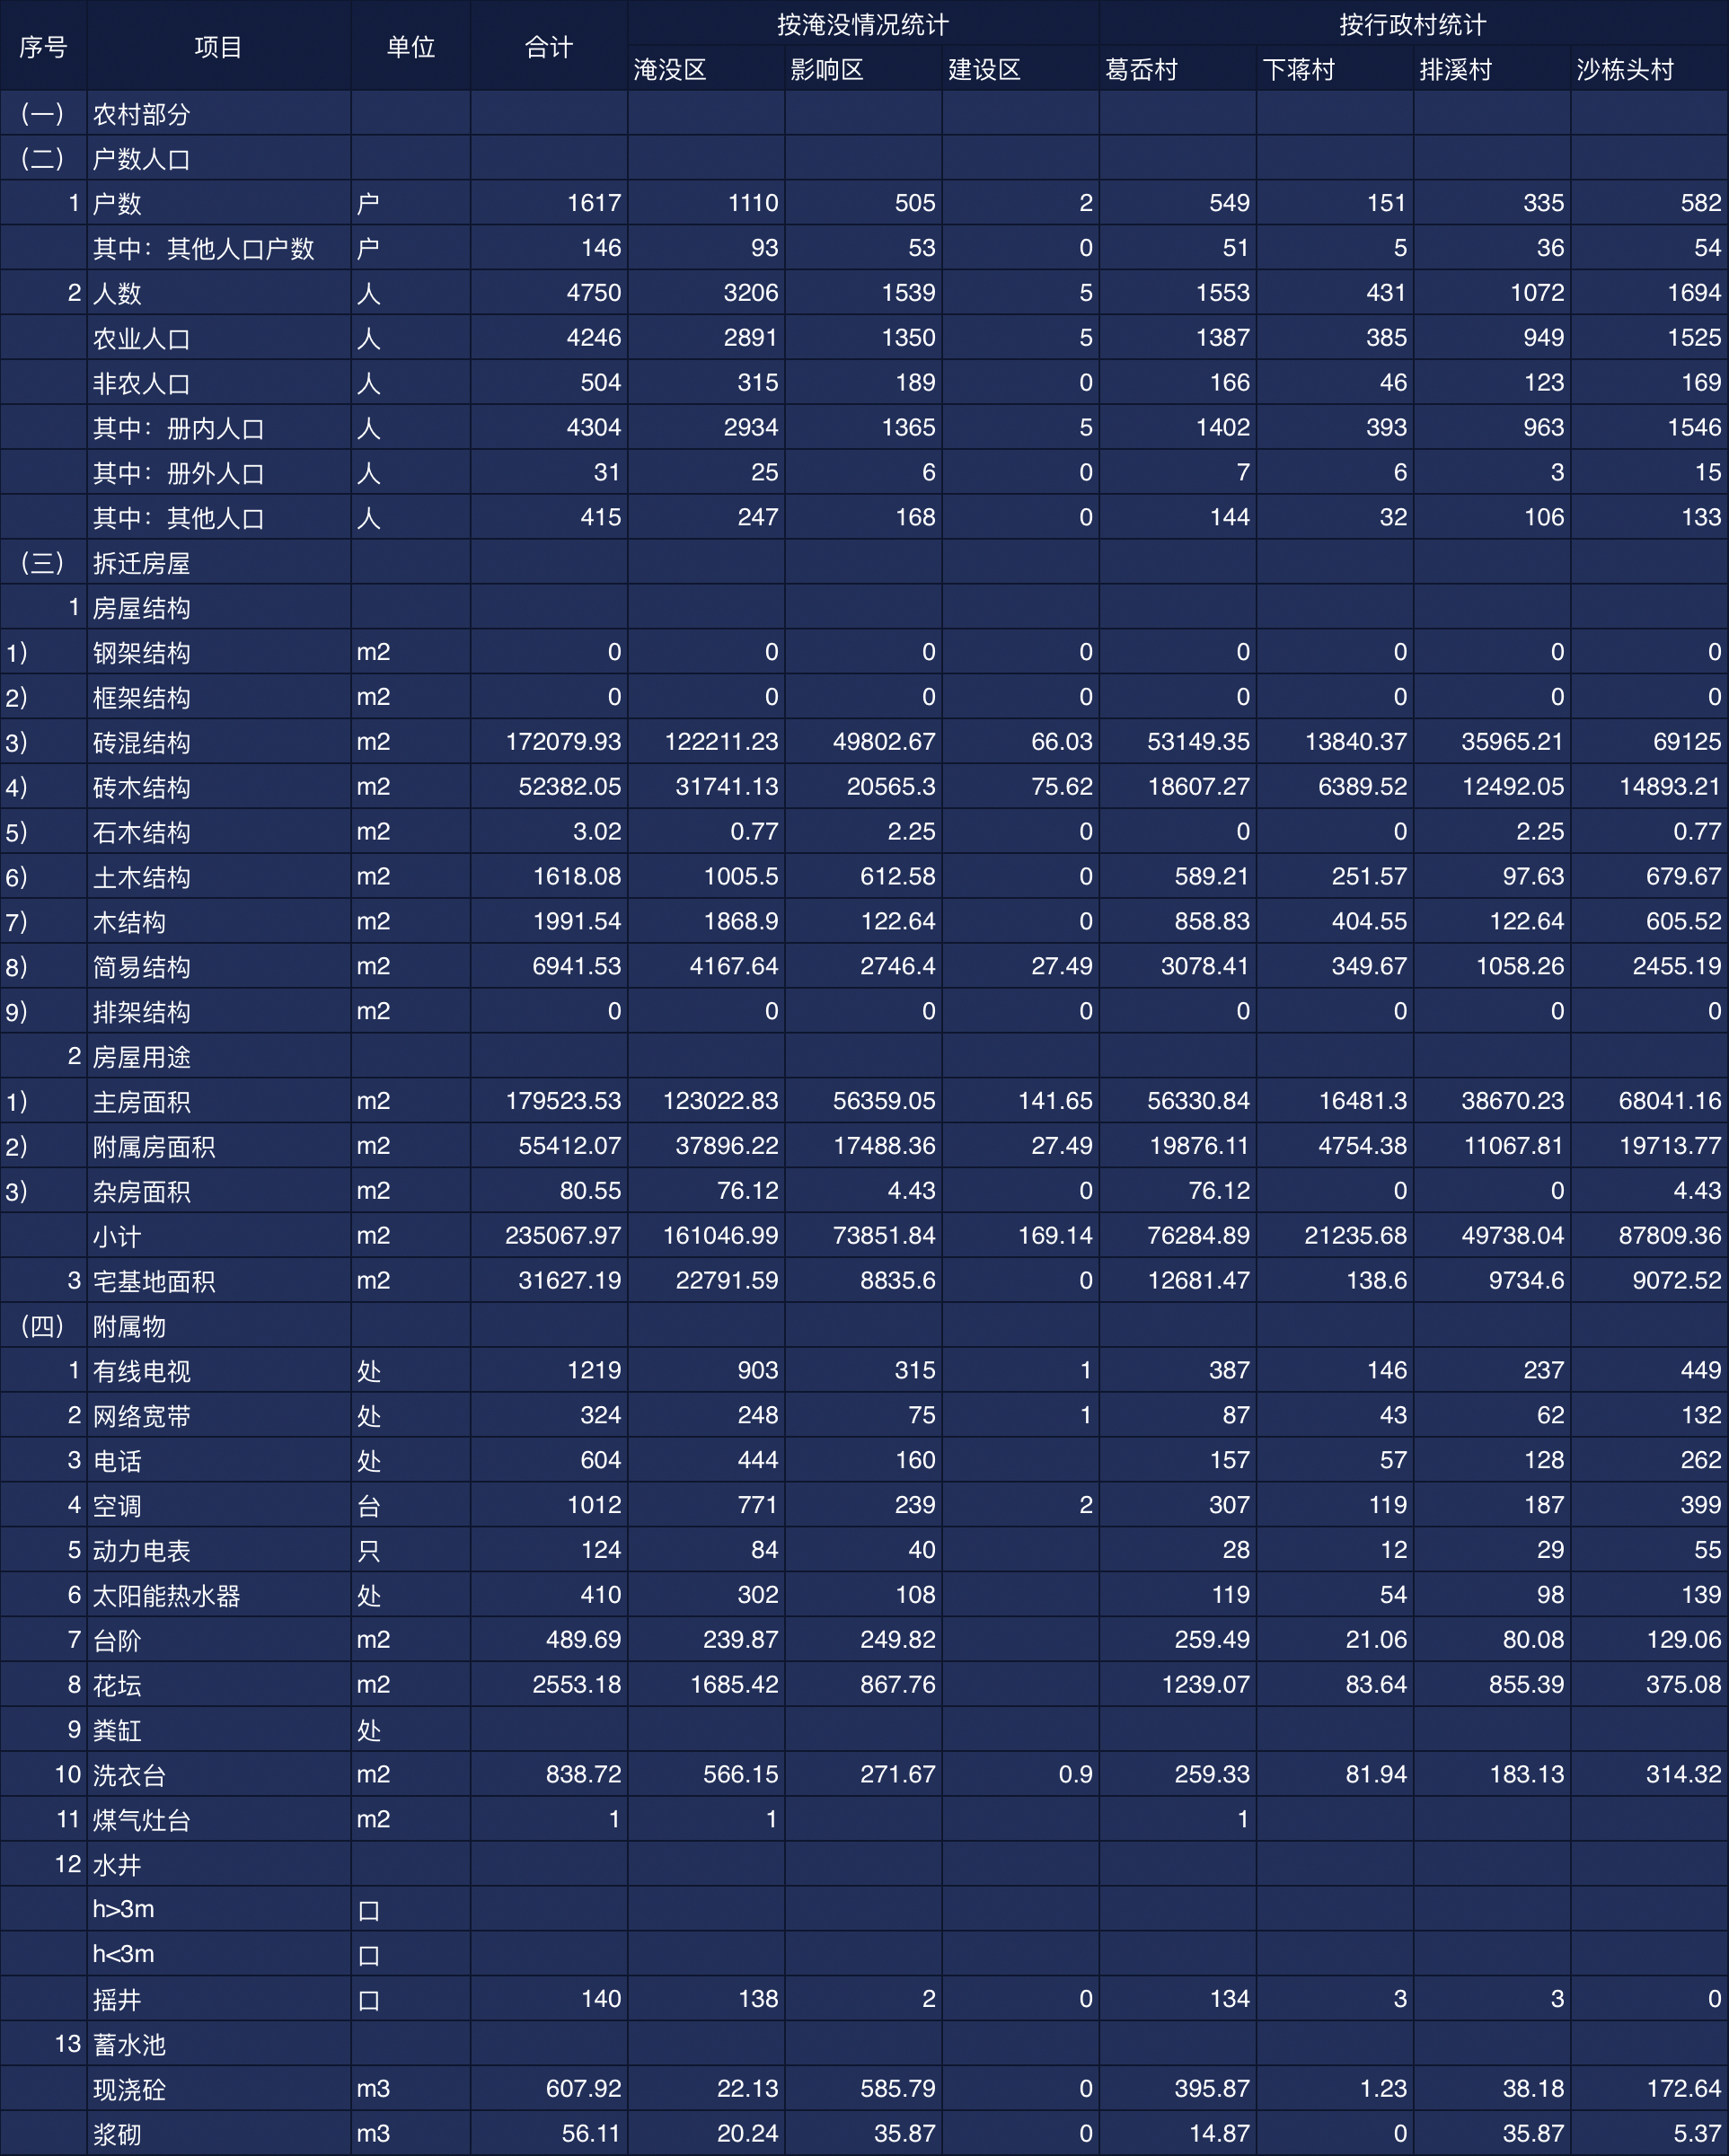 序号 项目 单位 合计 按淹没情况统计 按行政村统计
淹没区 影响区 建设区 葛岙村 下蒋村 排溪村 沙栋头村
（一） 农村部分
（二） 户数人口
1 户数 户 1617 1110 505 2 549 151 335 582
其中：其他人口户数 户 146 93 53 0 51 5 36 54
2 人数 人 4750 3206 1539 5 1553 431 1072 1694
农业人口 人 4246 2891 1350 5 1387 385 949 1525
非农人口 人 504 315 189 0 166 46 123 169
其中：册内人口 人 4304 2934 1365 5 1402 393 963 1546
其中：册外人口 人 31 25 6 0 7 6 3 15
其中：其他人口 人 415 247 168 0 144 32 106 133
（三） 拆迁房屋
1 房屋结构
1） 钢架结构 m2 0 0 0 0 0 0 0 0
2） 框架结构 m2 0 0 0 0 0 0 0 0
3） 砖混结构 m2 172079.93 122211.23 49802.67 66.03 53149.35 13840.37 35965.21 69125
4） 砖木结构 m2 52382.05 31741.13 20565.3 75.62 18607.27 6389.52 12492.05 14893.21
5） 石木结构 m2 3.02 0.77 2.25 0 0 0 2.25 0.77
6） 土木结构 m2 1618.08 1005.5 612.58 0 589.21 251.57 97.63 679.67
7） 木结构 m2 1991.54 1868.9 122.64 0 858.83 404.55 122.64 605.52
8） 简易结构 m2 6941.53 4167.64 2746.4 27.49 3078.41 349.67 1058.26 2455.19
9） 排架结构 m2 0 0 0 0 0 0 0 0
2 房屋用途
1） 主房面积 m2 179523.53 123022.83 56359.05 141.65 56330.84 16481.3 38670.23 68041.16
2） 附属房面积 m2 55412.07 37896.22 17488.36 27.49 19876.11 4754.38 11067.81 19713.77
3） 杂房面积 m2 80.55 76.12 4.43 0 76.12 0 0 4.43
小计 m2 235067.97 161046.99 73851.84 169.14 76284.89 21235.68 49738.04 87809.36
3 宅基地面积 m2 31627.19 22791.59 8835.6 0 12681.47 138.6 9734.6 9072.52
（四） 附属物
1 有线电视 处 1219 903 315 1 387 146 237 449
2 网络宽带 处 324 248 75 1 87 43 62 132
3 电话 处 604 444 160 157 57 128 262
4 空调 台 1012 771 239 2 307 119 187 399
5 动力电表 只 124 84 40 28 12 29 55
6 太阳能热水器 处 410 302 108 119 54 98 139
7 台阶 m2 489.69 239.87 249.82 259.49 21.06 80.08 129.06
8 花坛 m2 2553.18 1685.42 867.76 1239.07 83.64 855.39 375.08
9 粪缸 处
10 洗衣台 m2 838.72 566.15 271.67 0.9 259.33 81.94 183.13 314.32
11 煤气灶台 m2 1 1 1
12 水井
h>3m 口
h<3m 口
摇井 口 140 138 2 0 134 3 3 0
13 蓄水池
现浇砼 m3 607.92 22.13 585.79 0 395.87 1.23 38.18 172.64
浆砌 m3 56.11 20.24 35.87 0 14.87 0 35.87 5.37